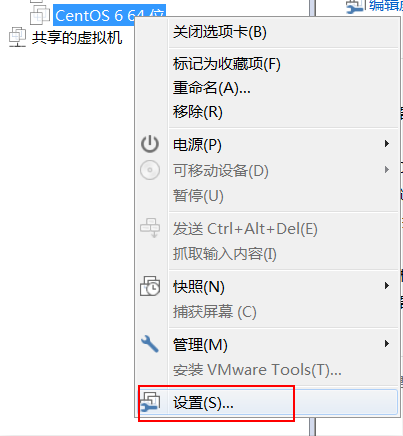 CentOS 6 64 位
编辑
共享的虚拟机
关闭选项卡(B)
标记为收藏项(F)
重命名(A)...
移除(R)
电源(P)
可移动设备(D)
暂停(U)
发送 Ctrl+Alt+Del(E)
抓取输入内容(I)
快照(N)
捕获屏幕 (C)
管理(M)
安装 VMware Tools(T)...
设置(S)...